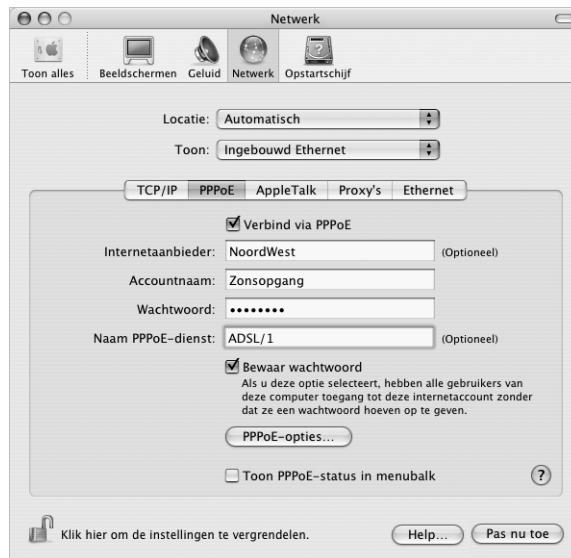 Netwerk
Toon alles
Beeldschermen
Geluid
Netwerk
Opstartschijf
Locatie: Automatisch
Toon: Ingebouwd Ethernet
TCP/IP PPPoE AppleTalk Proxy's Ethernet
Verbind via PPPoE
Internetaanbieder: NoordWest (Optioneel)
Accountnaam: Zonsopgang
Wachtwoord: ••••••••
Naam PPPoE-dienst: ADSL/1 (Optioneel)
Bewaar wachtwoord
Als u deze optie selecteert, hebben alle gebruikers van
deze computer toegang tot deze internetaccount zonder
dat ze een wachtwoord hoeven op te geven.
PPPoE-opties...
Toon PPPoE-status in menubalk ?
Klik hier om de instellingen te vergrendelen. Help... Pas nu toe